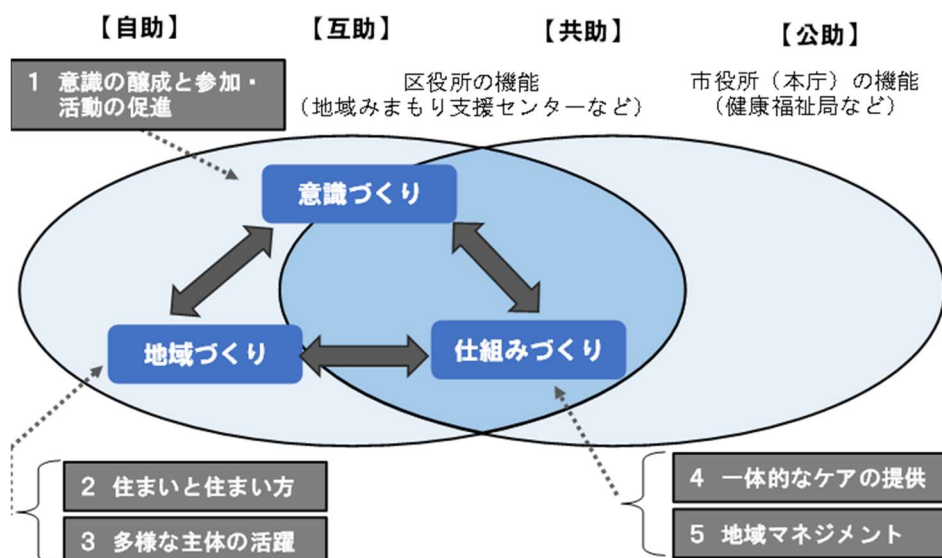 【自助】 【互助】 【共助】 【公助】
1 意識の醸成と参加・
活動の促進
区役所の機能
（地域みまもり支援センターなど）
市役所（本庁）の機能
（健康福祉局など）
意識づくり
地域づくり
仕組みづくり
2 住まいと住まい方
3 多様な主体の活躍
4 一体的なケアの提供
5 地域マネジメント